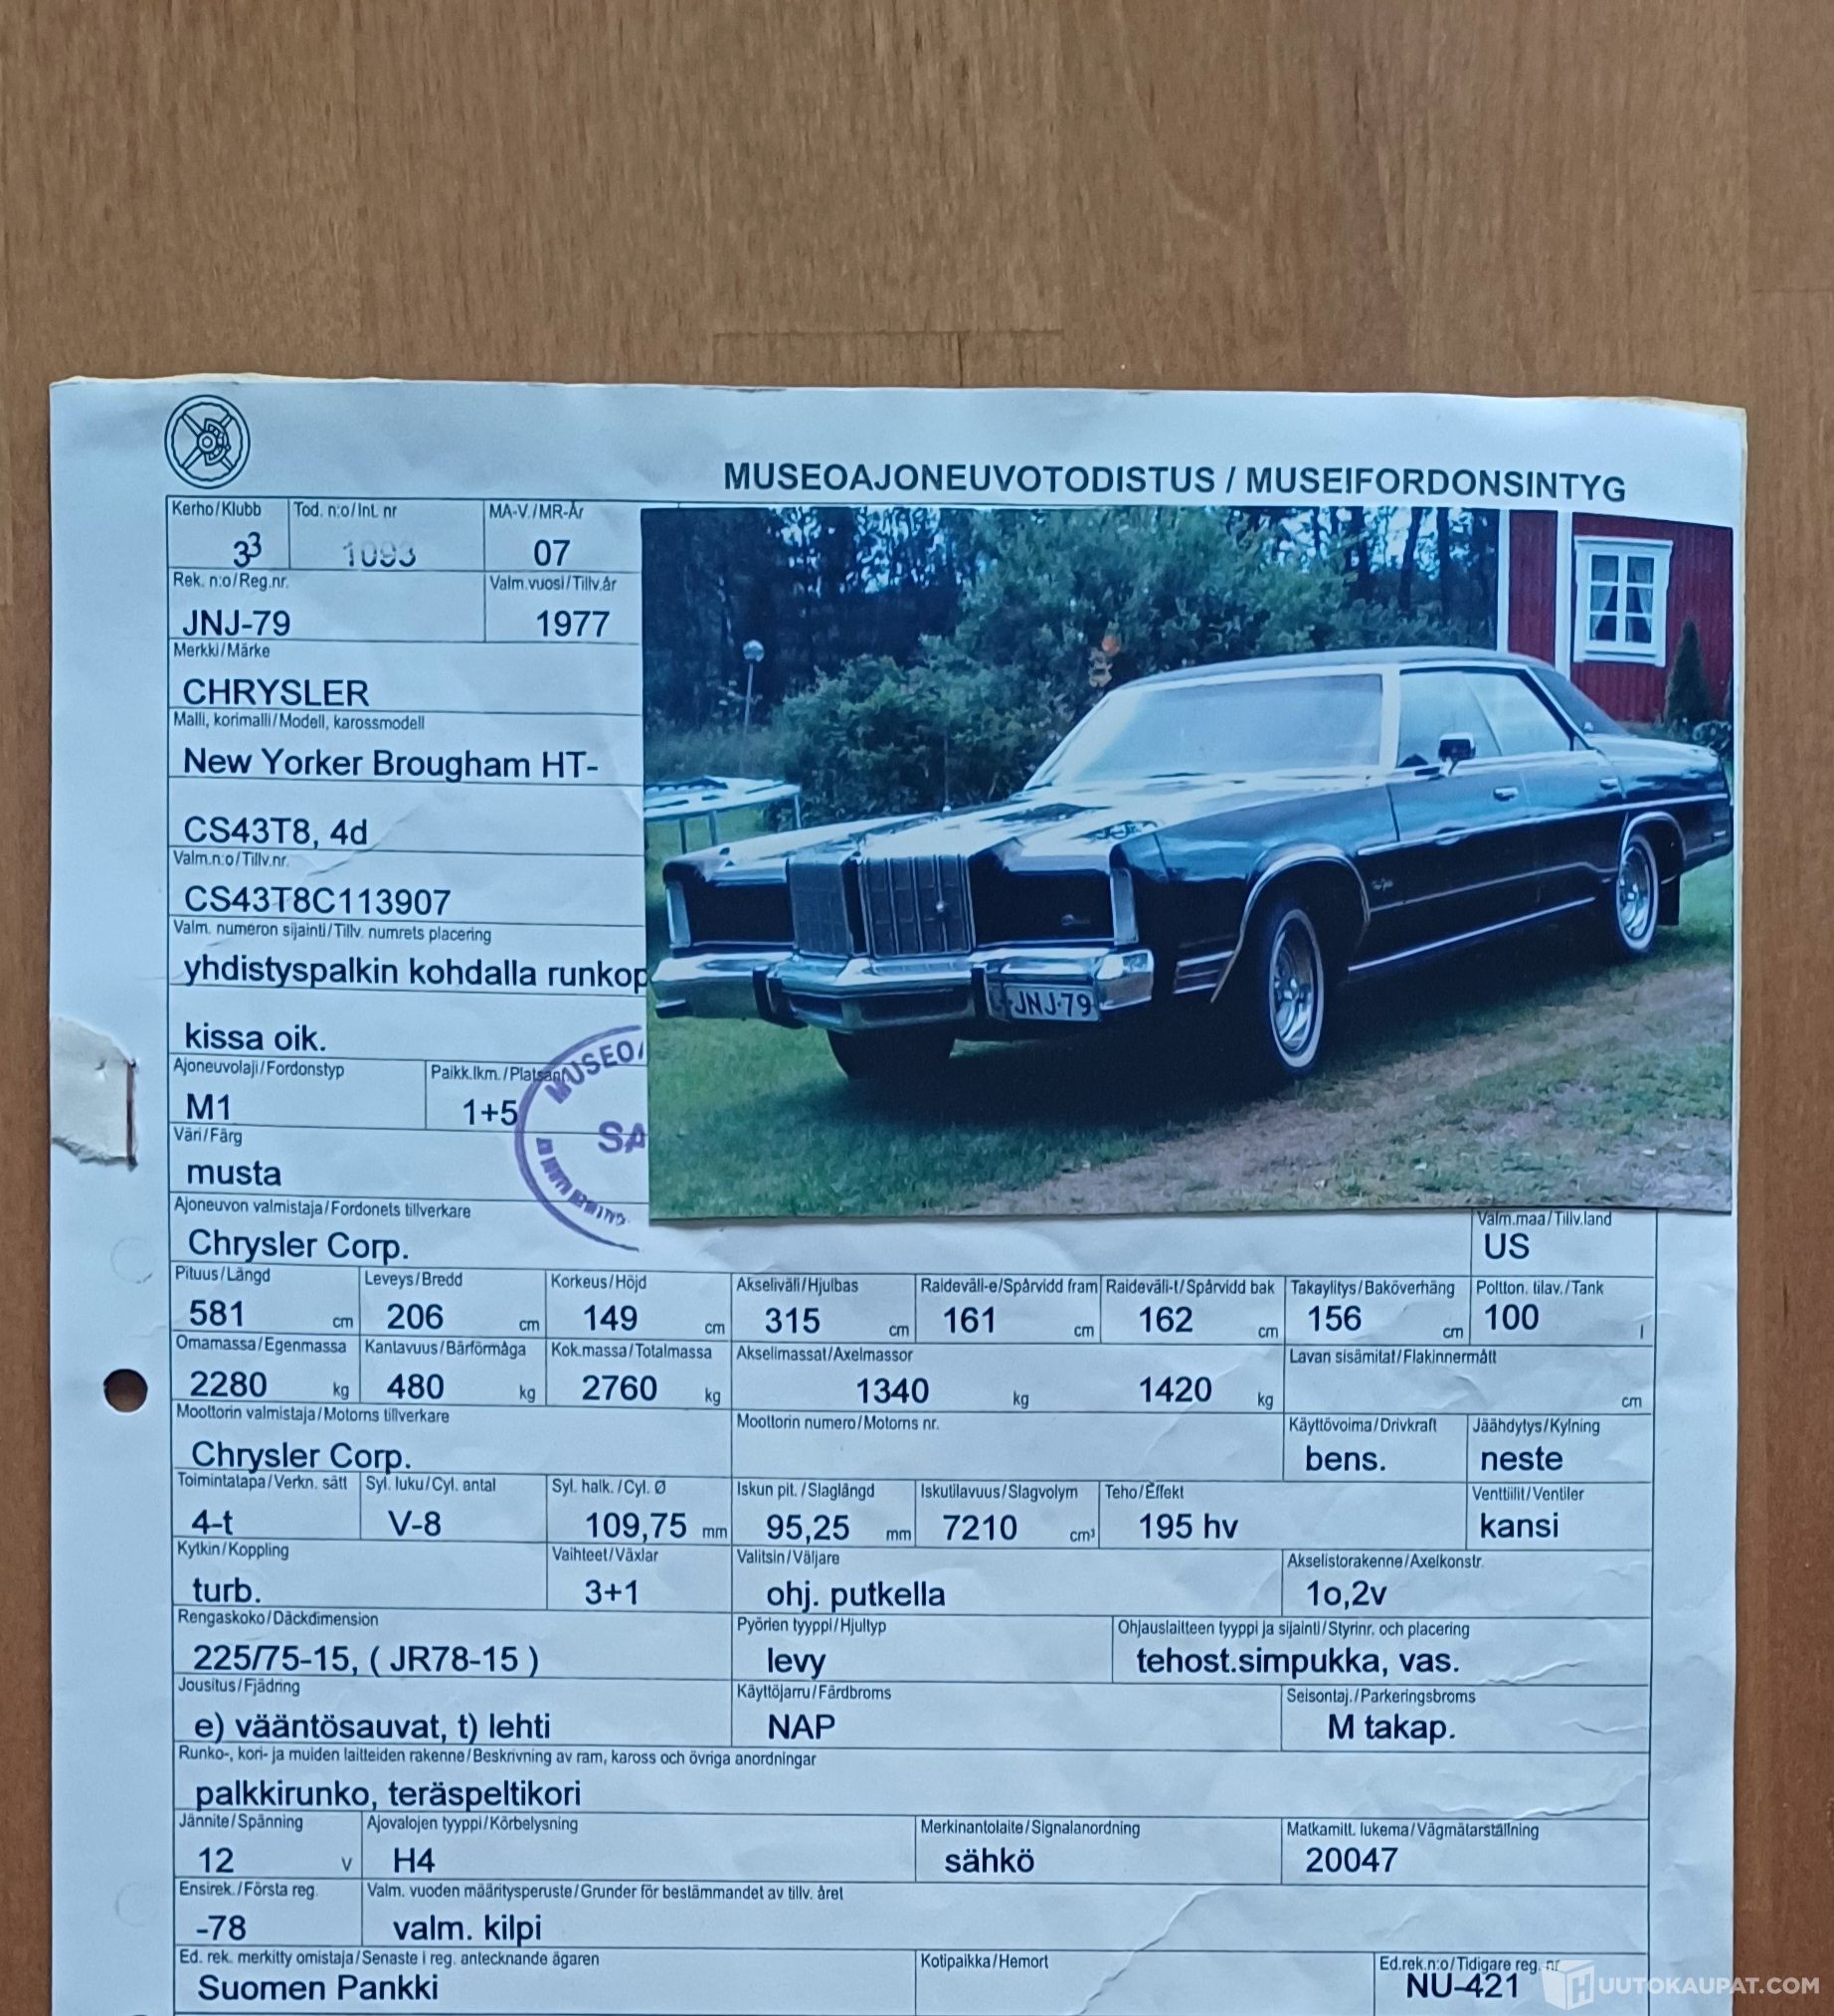 MUSEOAJONEUVOTODISTUS / MUSEIFORDONSINTYG
Kerho/Klubb Tod. n:o/Int. nr MA-V./MR-År
33 1093 07
Rek. n:o/Reg.nr. Valm.vuosi/Tillv.år
JNJ-79 1977
Merkki/Märke
CHRYSLER
Malli, korimalli/Modell, karossmodell
New Yorker Brougham HT-
CS43T8, 4d
Valm.n:o/Tillv.nr.
CS43T8C113907
Valm. numeron sijainti/Tillv. numrets placering
yhdistyspalkin kohdalla runkop
JNJ-79
kissa oik.
Ajoneuvolaji/Fordonstyp Paikk.lkm./Platsant
M1 1+5
MUSEOA
SA
Väri/Färg
musta
Ajoneuvon valmistaja/Fordonets tillverkare Valm.maa/Tillv.land
Chrysler Corp. US
Pituus/Längd Leveys/Bredd Korkeus/Höjd Akseliväli/Hjulbas Raideväli-e/Spårvidd fram Raideväli-t/Spårvidd bak Takaylitys/Baköverhäng Poltton. tilav./Tank
581 cm 206 cm 149 cm 315 cm 161 cm 162 cm 156 cm 100 l
Omamassa/Egenmassa Kantavuus/Bärförmåga Kok.massa/Totalmassa Akselimassat/Axelmassor Lavan sisämitat/Flakinnermått
2280 kg 480 kg 2760 kg 1340 kg 1420 kg cm
Moottorin valmistaja/Motorns tillverkare Moottorin numero/Motorns nr. Käyttövoima/Drivkraft Jäähdytys/Kylning
Chrysler Corp. bens. neste
Toimintatapa/Verkn. sätt Syl. luku/Cyl. antal Syl. halk./Cyl. Ø Iskun pit./Slaglängd Iskutilavuus/Slagvolym Teho/Effekt Venttiilit/Ventiler
4-t V-8 109,75 mm 95,25 mm 7210 cm³ 195 hv kansi
Kytkin/Koppling Vaihteet/Växlar Valitsin/Väljare Akselistorakenne/Axelkonstr.
turb. 3+1 ohj. putkella 1o,2v
Rengaskoko/Däckdimension Pyörien tyyppi/Hjultyp Ohjauslaitteen tyyppi ja sijainti/Styrinr. och placering
225/75-15, ( JR78-15 ) levy tehost.simpukka, vas.
Jousitus/Fjädring Käyttöjarru/Färdbroms Seisontaj./Parkeringsbroms
e) vääntösauvat, t) lehti NAP M takap.
Runko-, kori- ja muiden laitteiden rakenne/Beskrivning av ram, kaross och övriga anordningar
palkkirunko, teräspeltikori
Jännite/Spänning Ajovalojen tyyppi/Körbelysning Merkinantolaite/Signalanordning Matkamitt. lukema/Vägmätarställning
12 V H4 sähkö 20047
Ensirek./Första reg. Valm. vuoden määritysperuste/Grunder för bestämmandet av tillv. året
-78 valm. kilpi
Ed. rek. merkitty omistaja/Senaste i reg. antecknande ägaren Kotipaikka/Hemort Ed.rek.n:o/Tidigare reg. nr
Suomen Pankki NU-421
HUUTOKAUPAT.COM